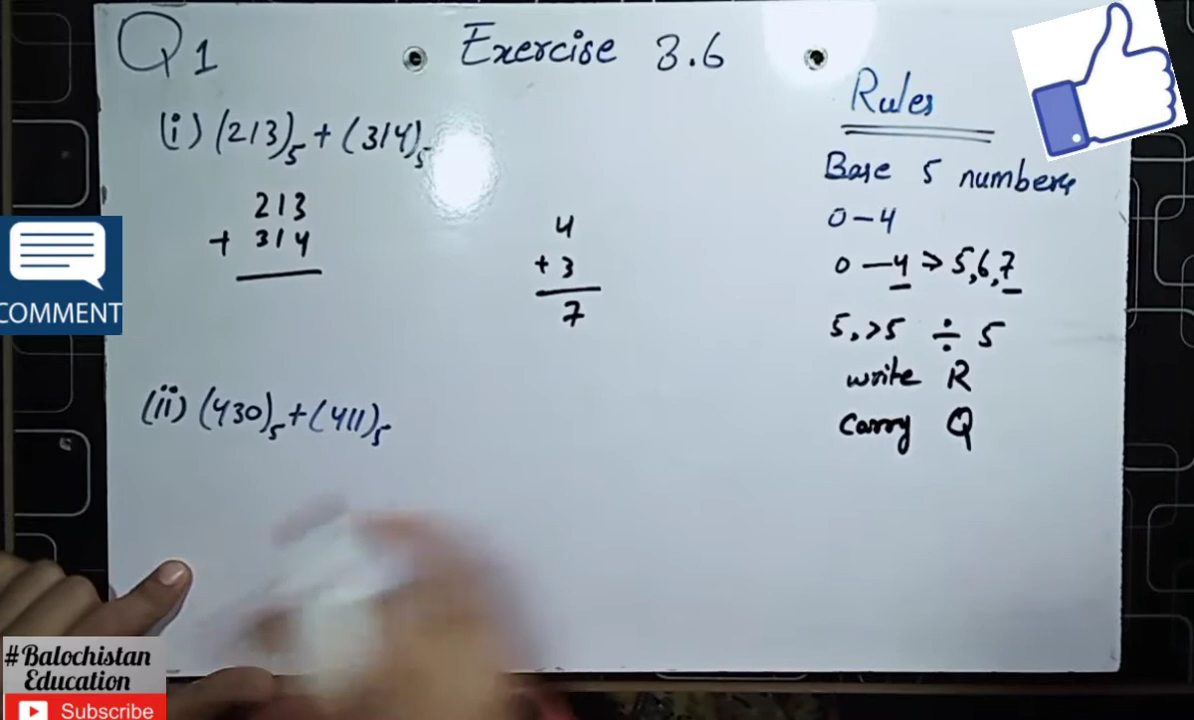 Q1
Exercise 3.6
(i) (213)5 + (314)5
213
+ 314
4
+ 3
7
(ii) (430)5 + (411)5
Rules
Base 5 numbers
0-4
0-4 > 5,6,7
5, >5 ÷ 5
write R
Carry Q
COMMENT
#Balochistan
Education
Subscribe